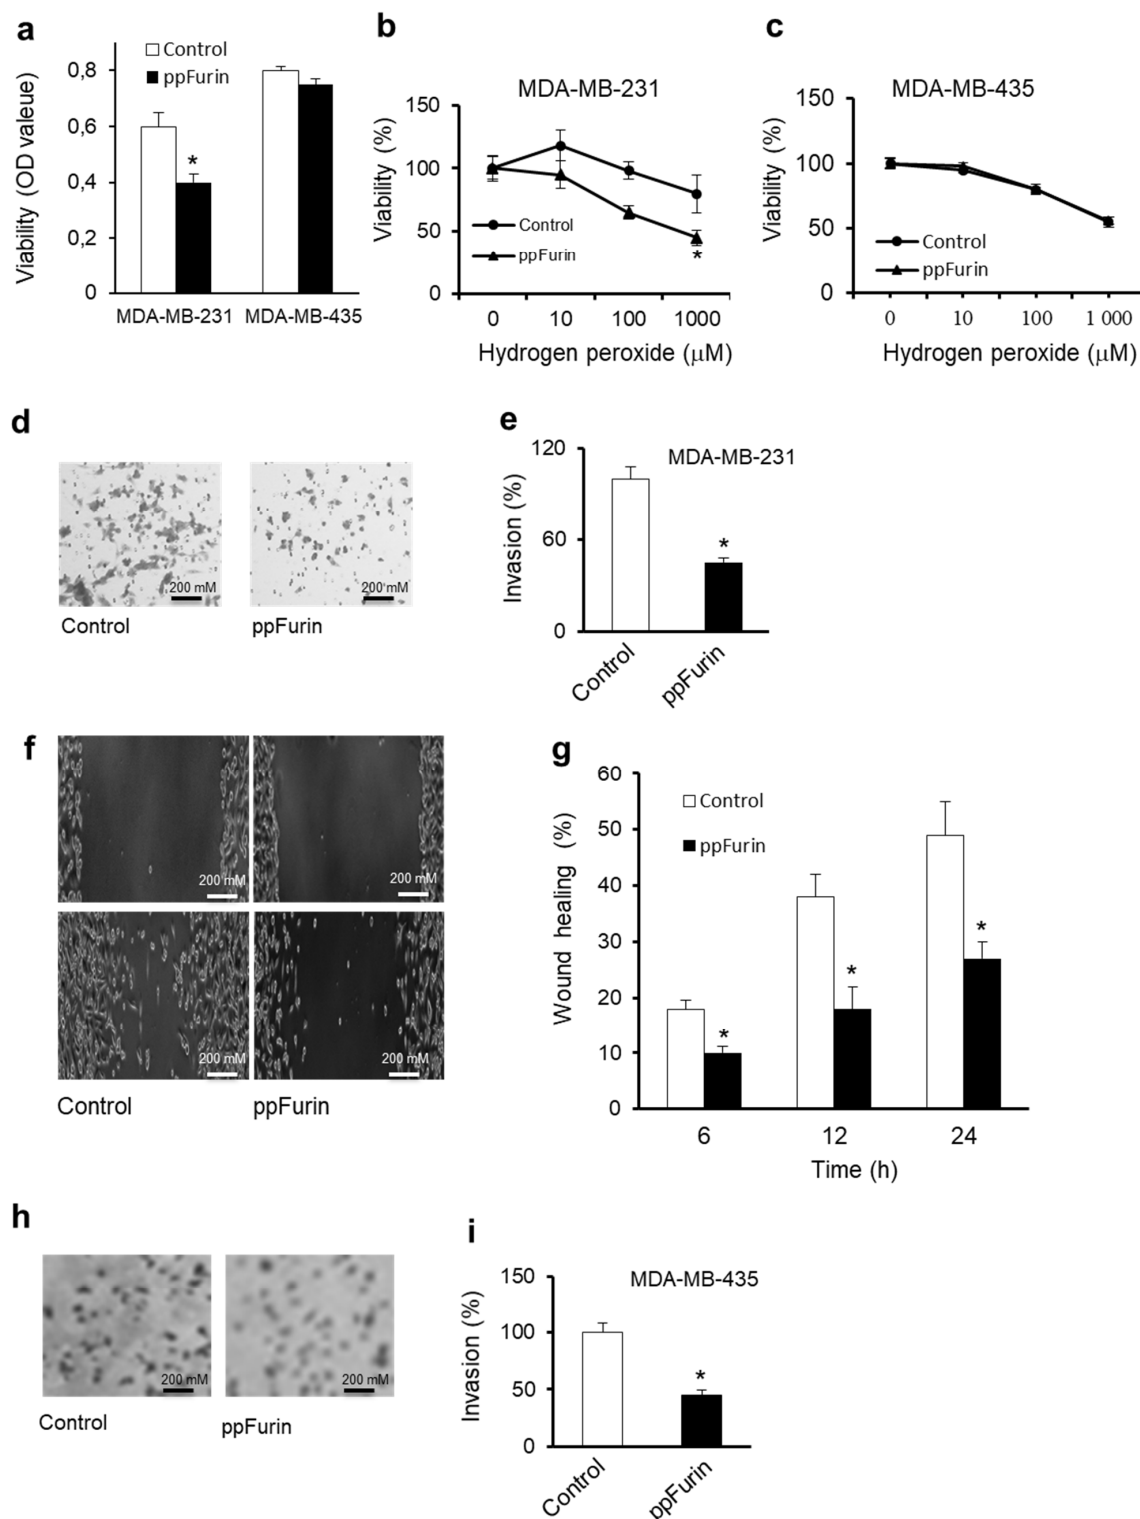 a
Viability (OD valeue)
Control
ppFurin
0,8
0,6
0,4
0,2
0
*
MDA-MB-231
MDA-MB-435
b
MDA-MB-231
Viability (%)
150
100
50
0
Control
ppFurin
*
0
10
100
1000
Hydrogen peroxide (μM)
c
MDA-MB-435
Viability (%)
150
100
50
0
Control
ppFurin
0
10
100
1 000
Hydrogen peroxide (μM)
d
200 mM
200 mM
Control
ppFurin
e
MDA-MB-231
Invasion (%)
120
60
0
*
Control
ppFurin
f
200 mM
200 mM
200 mM
200 mM
Control
ppFurin
g
Wound healing (%)
60
50
40
30
20
10
0
Control
ppFurin
*
*
*
6
12
24
Time (h)
h
200 mM
200 mM
Control
ppFurin
i
MDA-MB-435
Invasion (%)
150
100
50
0
*
Control
ppFurin